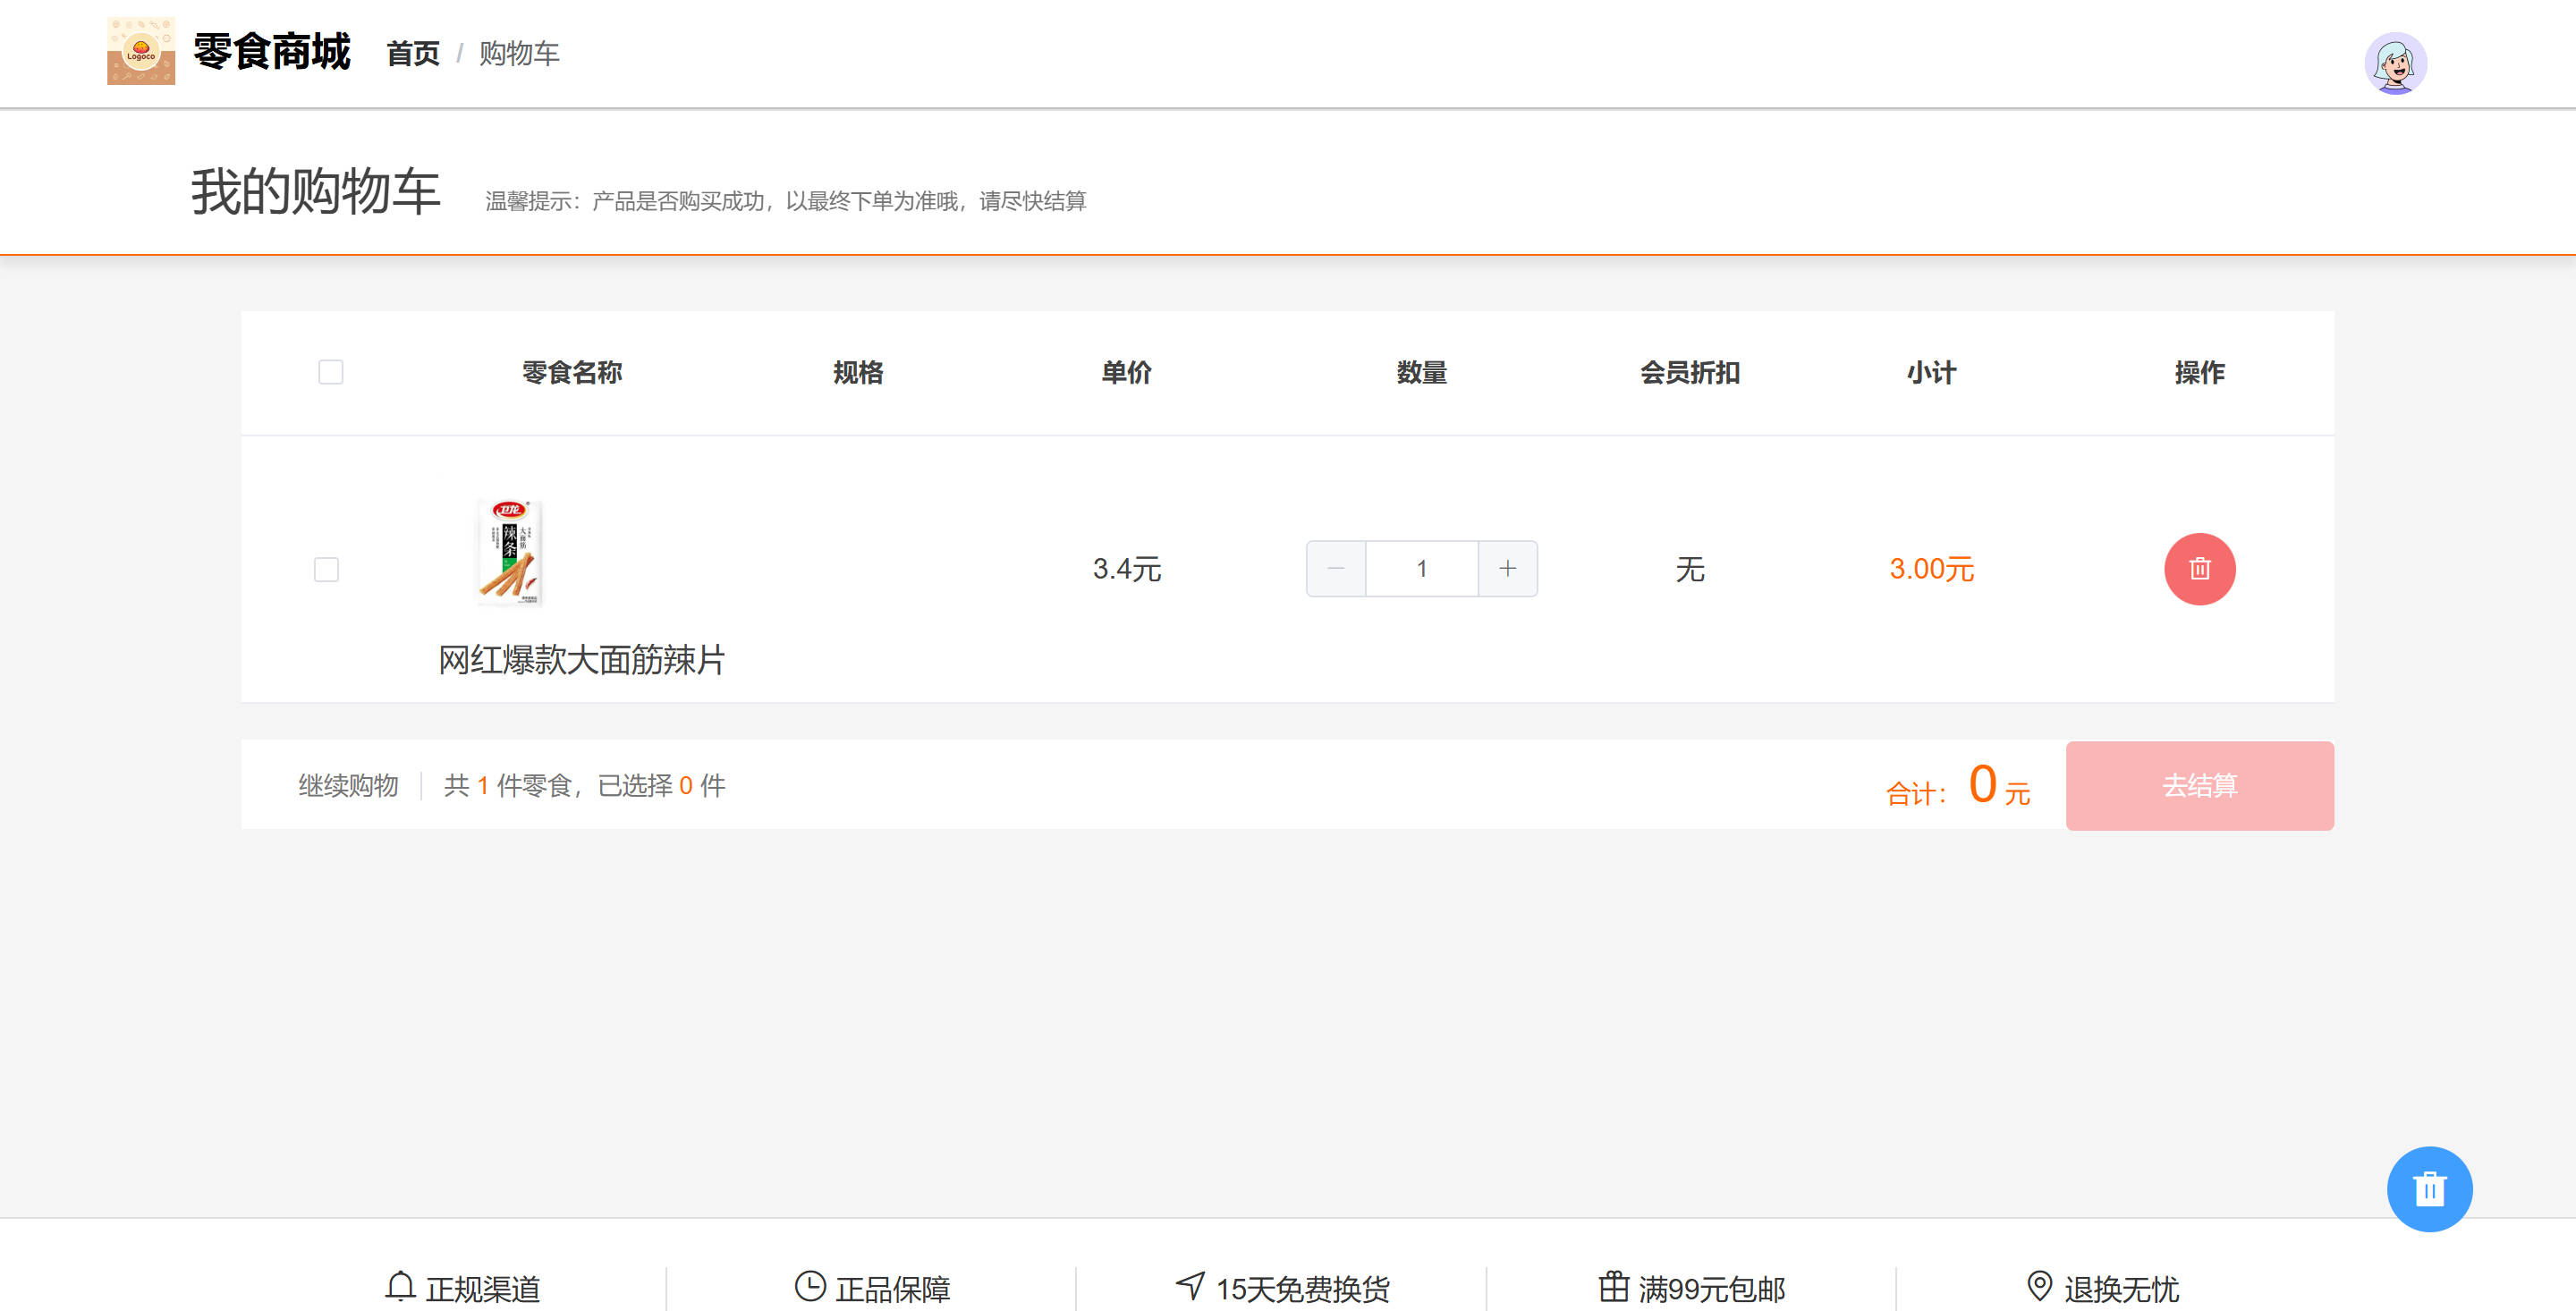 Logoco
零食商城 首页 / 购物车
我的购物车 温馨提示：产品是否购买成功，以最终下单为准哦，请尽快结算
零食名称 规格 单价 数量 会员折扣 小计 操作
卫龙
大面筋
辣条
3.4元 1 无 3.00元
网红爆款大面筋辣片
继续购物 共 1 件零食，已选择 0 件 合计： 0 元 去结算
正规渠道 正品保障 15天免费换货 满99元包邮 退换无忧